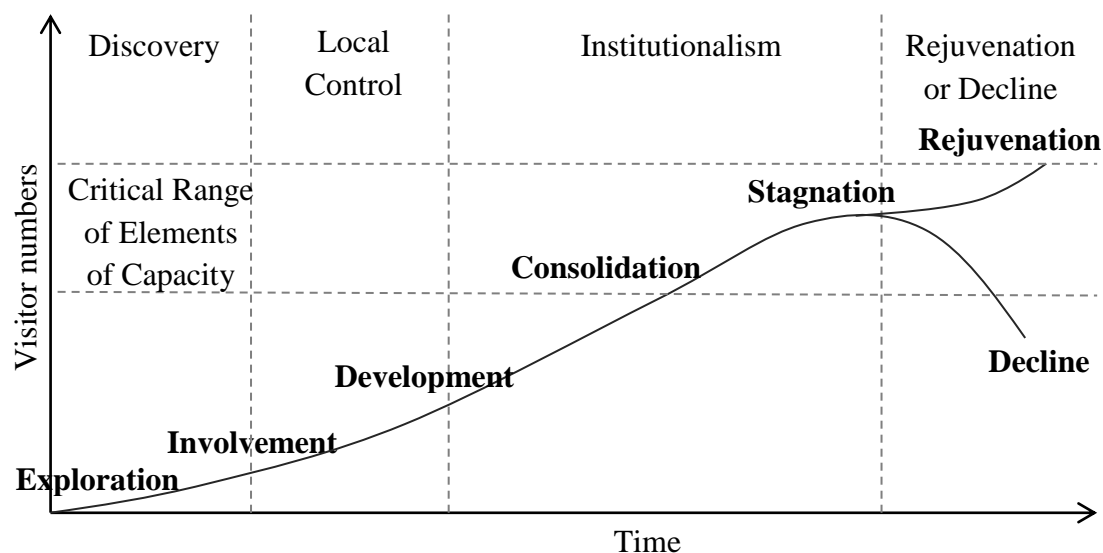 Discovery
Local
Control
Institutionalism
Rejuvenation
or Decline
Rejuvenation
Critical Range
of Elements
of Capacity
Stagnation
Consolidation
Visitor numbers
Decline
Development
Involvement
Exploration
Time